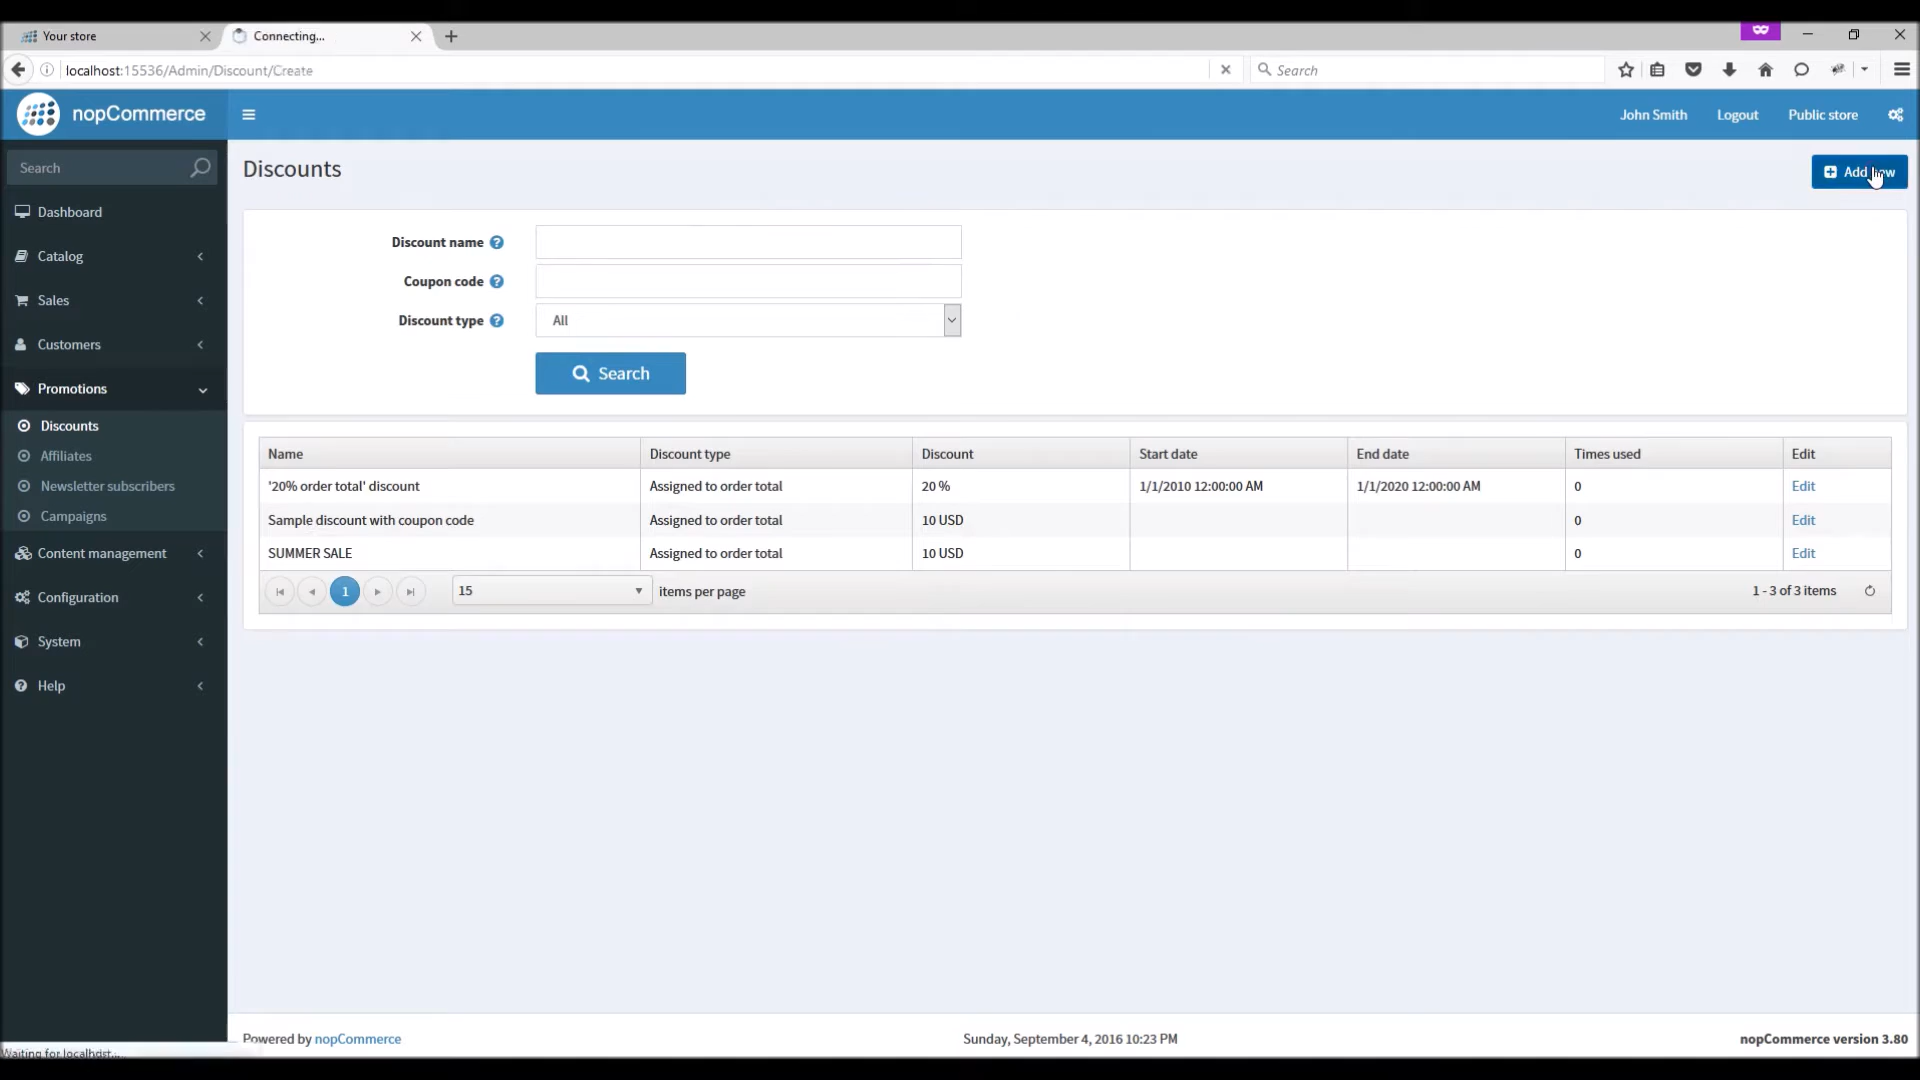 Your store
Connecting...
localhost:15536/Admin/Discount/Create
Search
nopCommerce
John Smith
Logout
Public store
Search
Dashboard
Catalog
Sales
Customers
Promotions
Discounts
Affiliates
Newsletter subscribers
Campaigns
Content management
Configuration
System
Help
Discounts
Add
Discount name
Coupon code
Discount type
All
Search
Name Discount type Discount Start date End date Times used Edit
'20% order total' discount Assigned to order total 20 % 1/1/2010 12:00:00 AM 1/1/2020 12:00:00 AM 0 Edit
Sample discount with coupon code Assigned to order total 10 USD 0 Edit
SUMMER SALE Assigned to order total 10 USD 0 Edit
1
15
items per page
1 - 3 of 3 items
Powered by nopCommerce
Sunday, September 4, 2016 10:23 PM
nopCommerce version 3.80
Waiting for localhost...